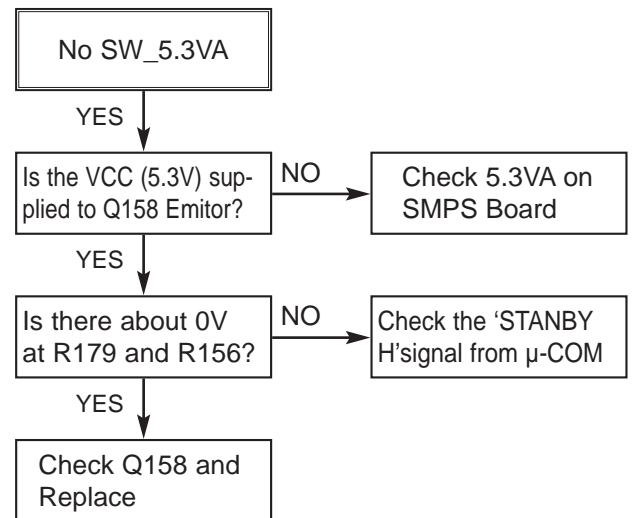 No SW_5.3VA
YES
Is the VCC (5.3V) sup-
plied to Q158 Emitor?
NO
Check 5.3VA on
SMPS Board
YES
Is there about 0V
at R179 and R156?
NO
Check the ‘STANBY
H’signal from µ-COM
YES
Check Q158 and
Replace